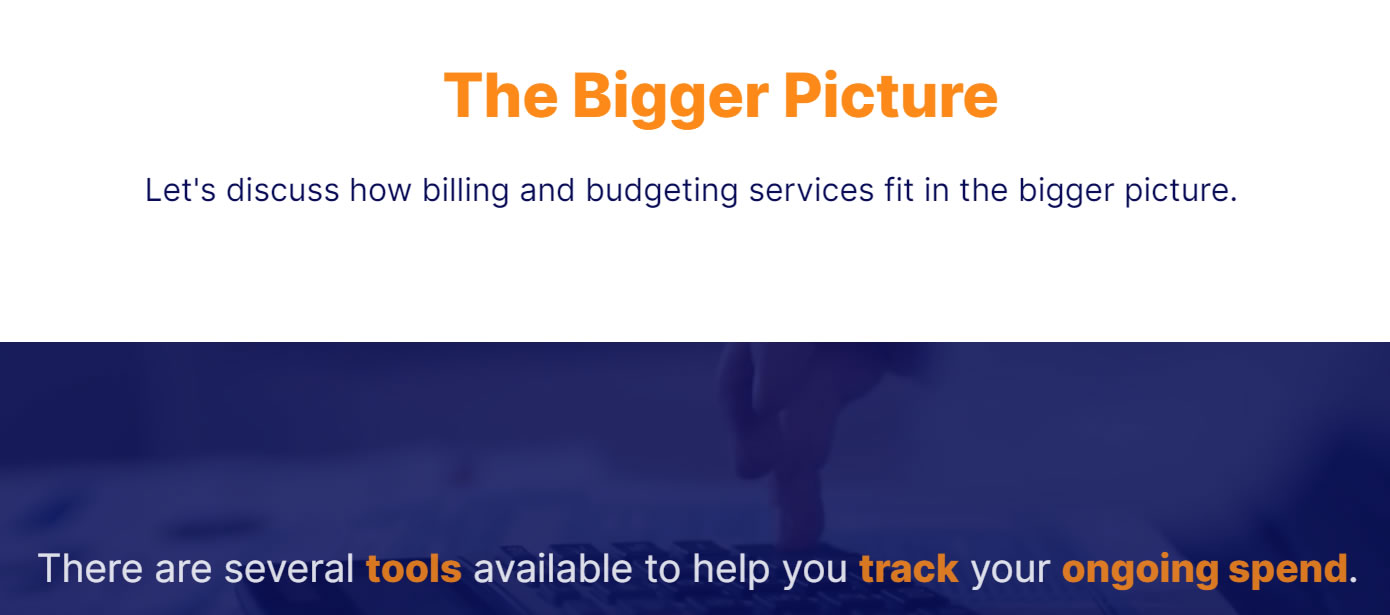 The Bigger Picture
Let's discuss how billing and budgeting services fit in the bigger picture.
There are several tools available to help you track your ongoing spend.